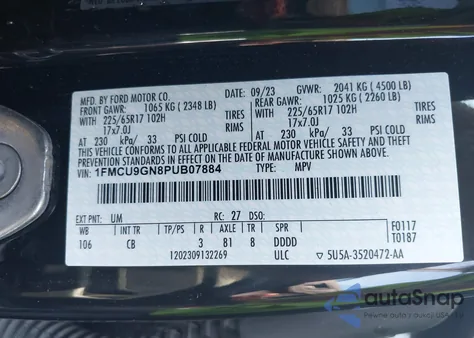 MFD. BY FORD MOTOR CO.
09/23 GVWR: 2041 KG (4500 LB)
FRONT GAWR: 1065 KG (2348 LB)
REAR GAWR: 1025 KG (2260 LB)
WITH 225/65R17 102H TIRES
17x7.0J RIMS
WITH 225/65R17 102H TIRES
17x7.0J RIMS
AT 230 kPa/ 33 PSI COLD
AT 230 kPa/ 33 PSI COLD
THIS VEHICLE CONFORMS TO ALL APPLICABLE FEDERAL MOTOR VEHICLE SAFETY
AND THEFT PREVENTION STANDARDS IN EFFECT ON THE DATE OF MANUFACTURE SHOWN ABOVE.
VIN: 1FMCU9GN8PUB07884
TYPE: MPV
EXT PNT: UM RC: 27 DSO:
WB INT TR TP/PS R AXLE TR SPR
106 CB 3 81 8 DDDD
F0117
T0187
1202309132269 ULC
5U5A-3520472-AA
autoSnap